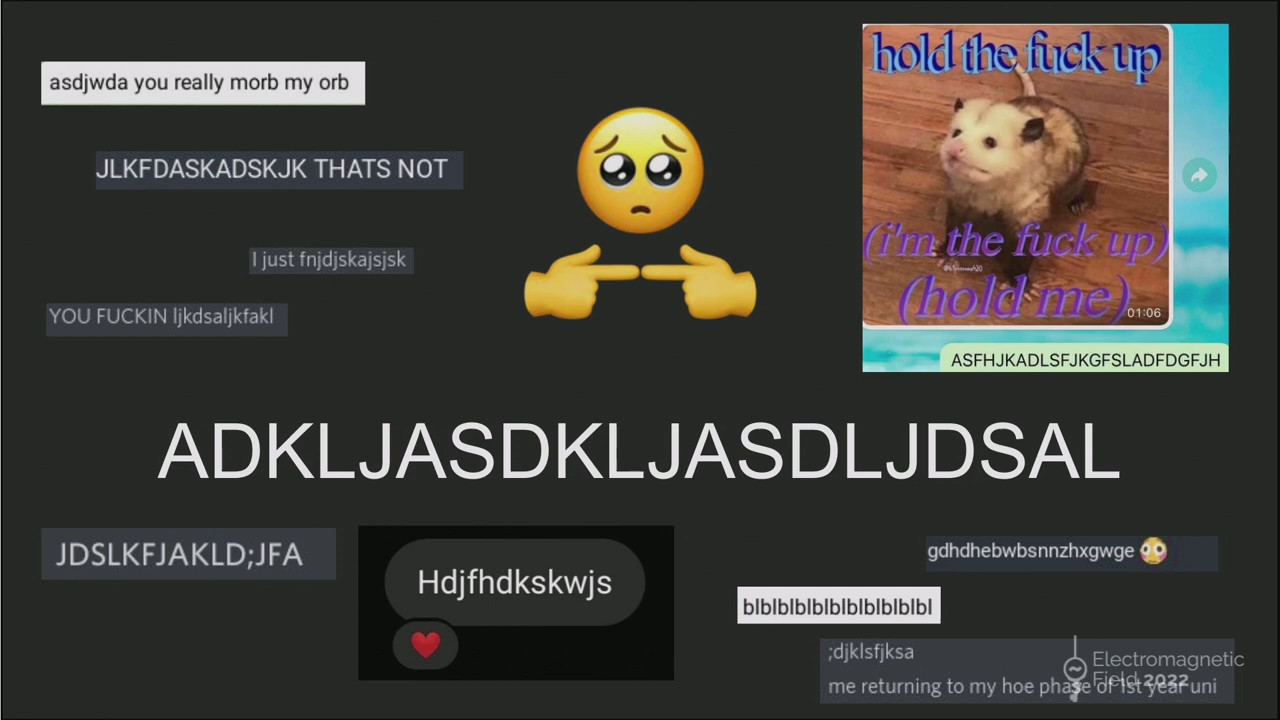 asdjwda you really morb my orb
JLKFDASKADSKJK THATS NOT
I just fnjdjskajsjsk
YOU FUCKIN ljkdsaljkfakl
hold the fuck up
(i'm the fuck up)
(hold me)
01:06
ASFHJKADLSFJKGFSLADFDGFJH
ADKLJASDKLJASDLJDSAL
JDSLKFJAKLD;JFA
Hdjfhdkskwjs
gdhdhebwbsnnzhxgwge 😳
blblblblblblblblblblbl
;djklsfjksa
me returning to my hoe phase of 1st year uni
Electromagnetic
Field 2022